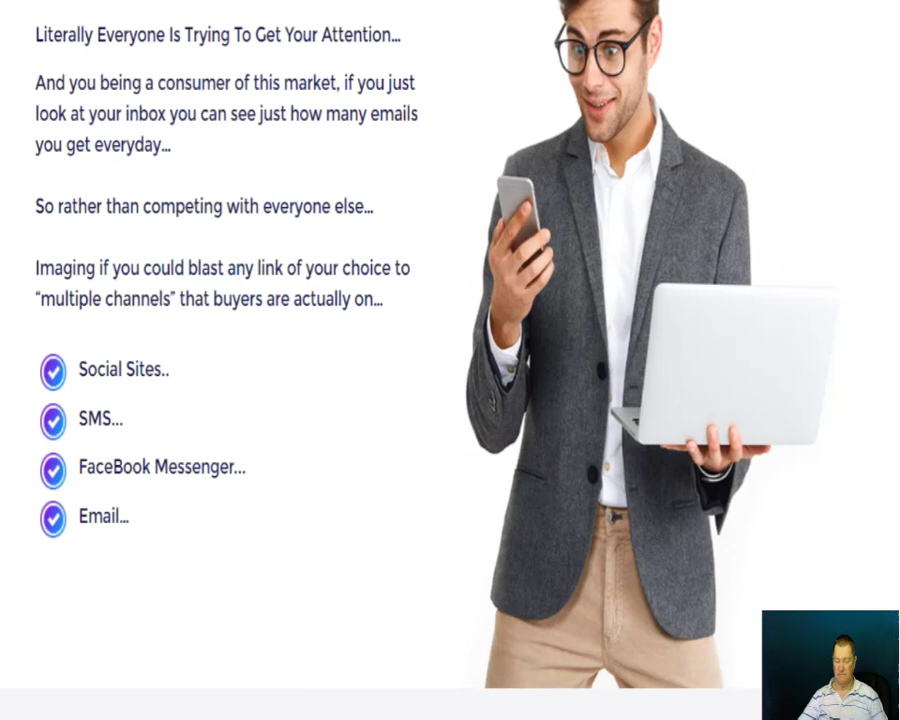 Literally Everyone Is Trying To Get Your Attention...
And you being a consumer of this market, if you just
look at your inbox you can see just how many emails
you get everyday...
So rather than competing with everyone else...
Imaging if you could blast any link of your choice to
“multiple channels” that buyers are actually on...
Social Sites..
SMS...
FaceBook Messenger...
Email...